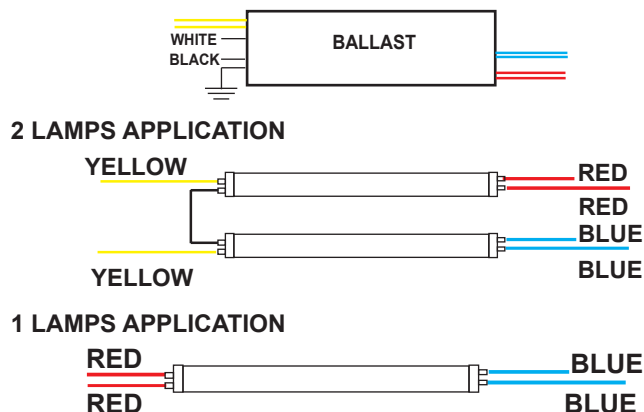 WHITE
BALLAST
BLACK
2 LAMPS APPLICATION
YELLOW
RED
RED
BLUE
YELLOW
BLUE
1 LAMPS APPLICATION
RED
BLUE
RED
BLUE